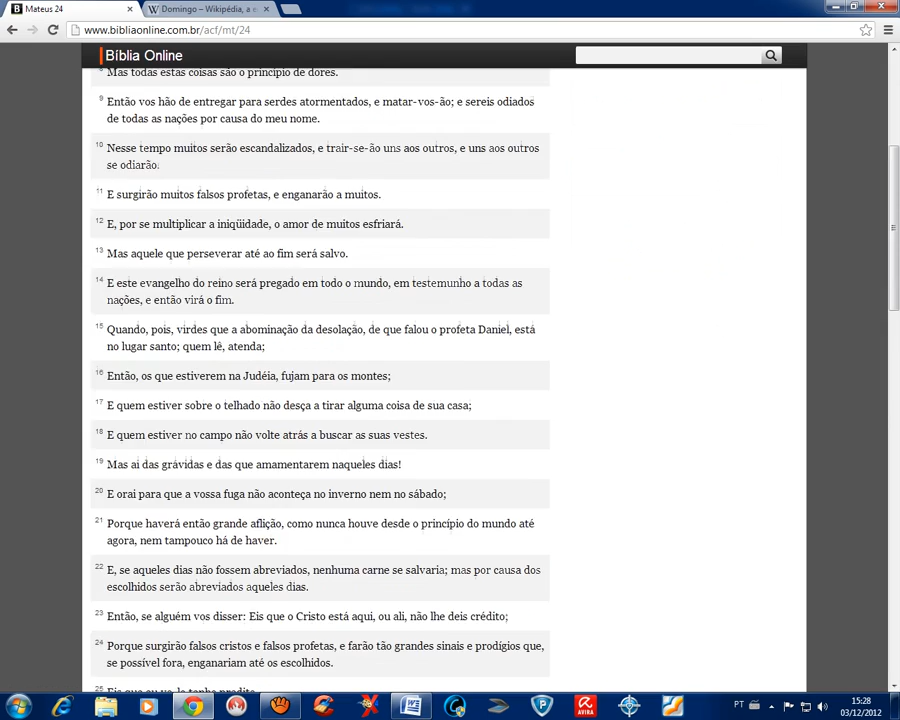 Mateus 24
Domingo – Wikipédia, a e
www.bibliaonline.com.br/acf/mt/24
Bíblia Online
Mas todas estas coisas são o princípio de dores.
9 Então vos hão de entregar para serdes atormentados, e matar-vos-ão; e sereis odiados
de todas as nações por causa do meu nome.
10 Nesse tempo muitos serão escandalizados, e trair-se-ão uns aos outros, e uns aos outros
se odiarão.
11 E surgirão muitos falsos profetas, e enganarão a muitos.
12 E, por se multiplicar a iniqüidade, o amor de muitos esfriará.
13 Mas aquele que perseverar até ao fim será salvo.
14 E este evangelho do reino será pregado em todo o mundo, em testemunho a todas as
nações, e então virá o fim.
15 Quando, pois, virdes que a abominação da desolação, de que falou o profeta Daniel, está
no lugar santo; quem lê, atenda;
16 Então, os que estiverem na Judéia, fujam para os montes;
17 E quem estiver sobre o telhado não desça a tirar alguma coisa de sua casa;
18 E quem estiver no campo não volte atrás a buscar as suas vestes.
19 Mas ai das grávidas e das que amamentarem naqueles dias!
20 E orai para que a vossa fuga não aconteça no inverno nem no sábado;
21 Porque haverá então grande aflição, como nunca houve desde o princípio do mundo até
agora, nem tampouco há de haver.
22 E, se aqueles dias não fossem abreviados, nenhuma carne se salvaria; mas por causa dos
escolhidos serão abreviados aqueles dias.
23 Então, se alguém vos disser: Eis que o Cristo está aqui, ou ali, não lhe deis crédito;
24 Porque surgirão falsos cristos e falsos profetas, e farão tão grandes sinais e prodígios que,
se possível fora, enganariam até os escolhidos.
PT
15:28
03/12/2012